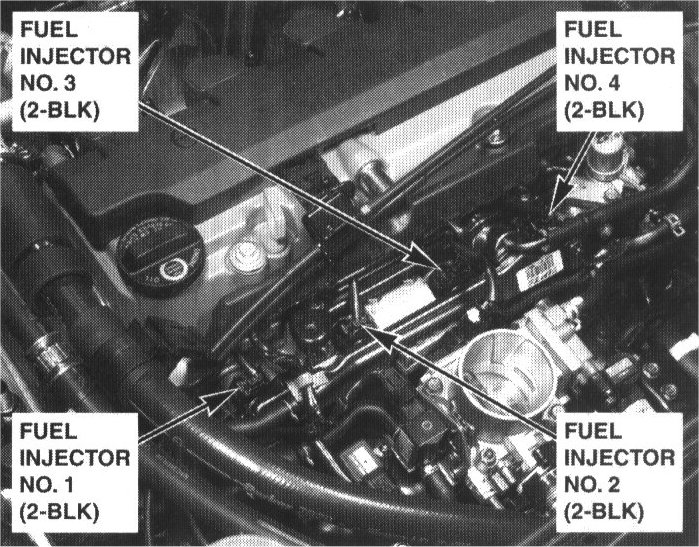 FUEL
INJECTOR
NO. 3
(2-BLK)
FUEL
INJECTOR
NO. 4
(2-BLK)
FUEL
INJECTOR
NO. 1
(2-BLK)
FUEL
INJECTOR
NO. 2
(2-BLK)